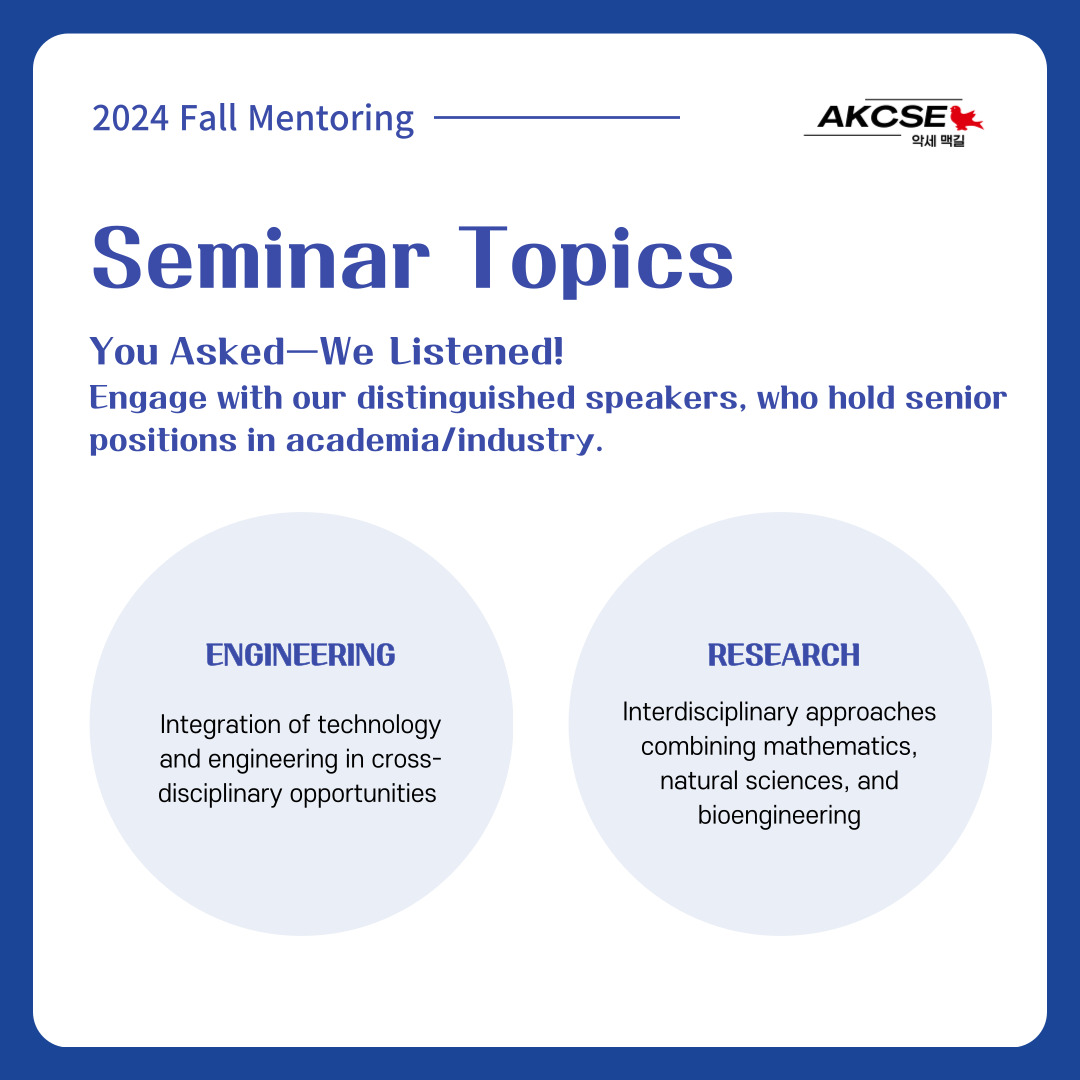 2024 Fall Mentoring
AKCSE
악세 맥길
Seminar Topics
You Asked—We Listened!
Engage with our distinguished speakers, who hold senior
positions in academia/industry.
ENGINEERING
Integration of technology
and engineering in cross-
disciplinary opportunities
RESEARCH
Interdisciplinary approaches
combining mathematics,
natural sciences, and
bioengineering